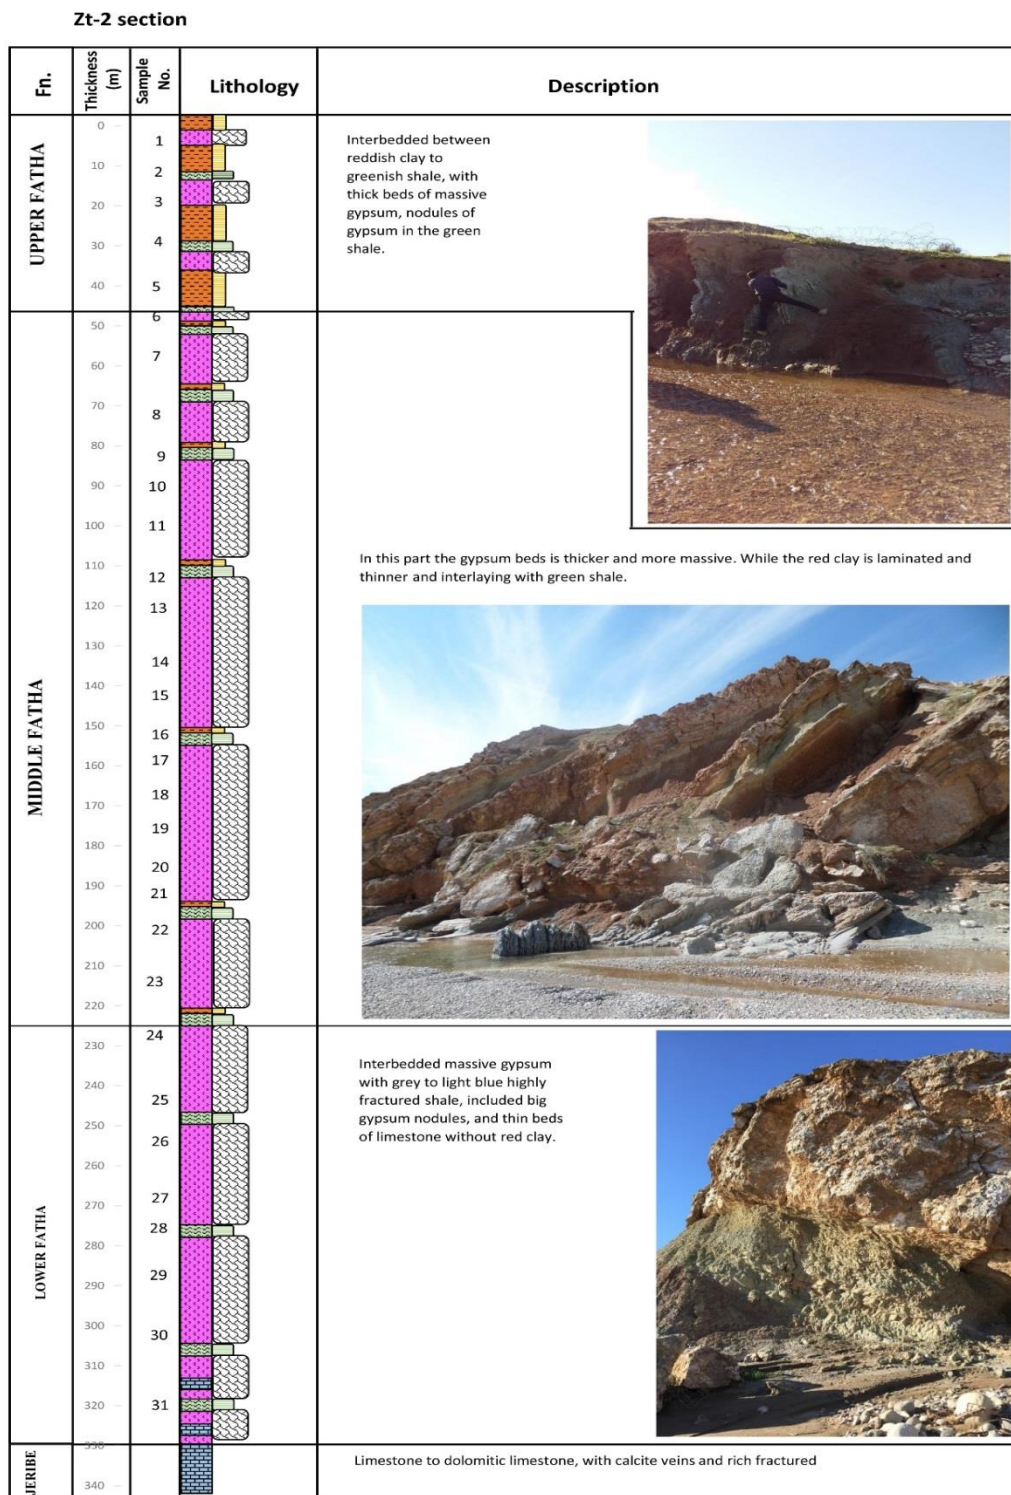 Zt-2 section
Fn.
Thickness
(m)
Sample
No.
Lithology
Description
UPPER FATHA
MIDDLE FATHA
LOWER FATHA
JERIBE
0
10
20
30
40
50
60
70
80
90
100
110
120
130
140
150
160
170
180
190
200
210
220
230
240
250
260
270
280
290
300
310
320
330
340
1
2
3
4
5
6
7
8
9
10
11
12
13
14
15
16
17
18
19
20
21
22
23
24
25
26
27
28
29
30
31
Interbedded between
reddish clay to
greenish shale, with
thick beds of massive
gypsum, nodules of
gypsum in the green
shale.
In this part the gypsum beds is thicker and more massive. While the red clay is laminated and
thinner and interlaying with green shale.
Interbedded massive gypsum
with grey to light blue highly
fractured shale, included big
gypsum nodules, and thin beds
of limestone without red clay.
Limestone to dolomitic limestone, with calcite veins and rich fractured